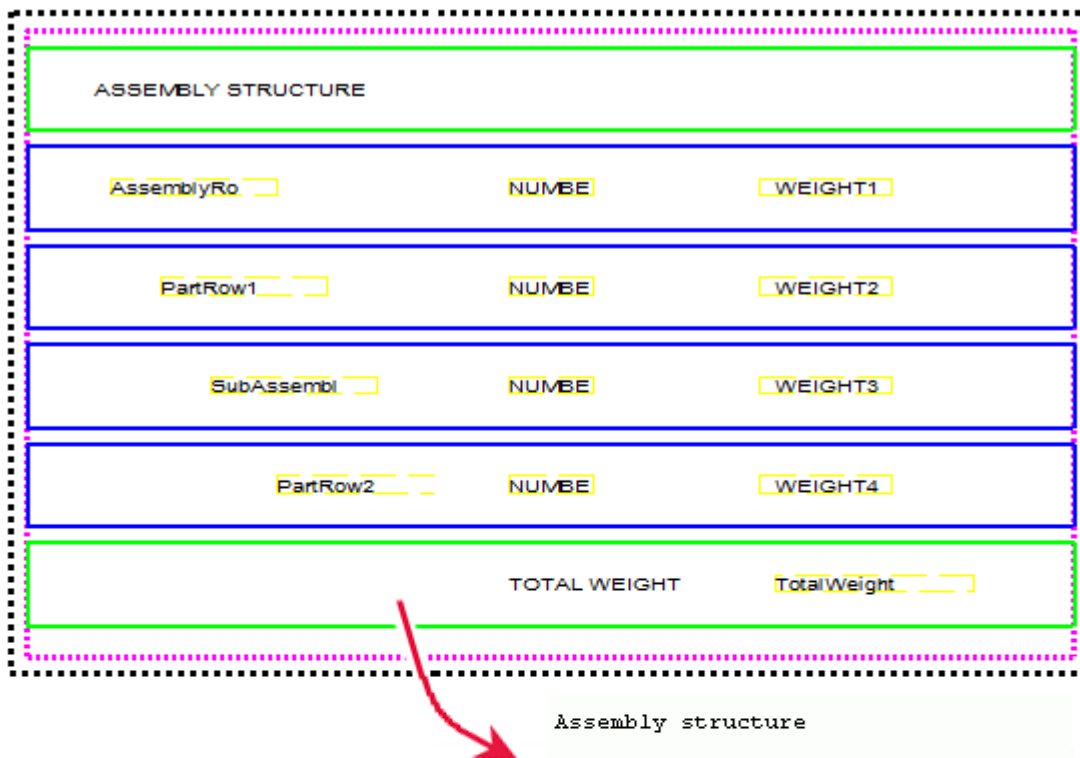 ASSEMBLY STRUCTURE
AssemblyRo NUMBE WEIGHT1
PartRow1 NUMBE WEIGHT2
SubAssembl NUMBE WEIGHT3
PartRow2 NUMBE WEIGHT4
TOTAL WEIGHT TotalWeight
Assembly structure